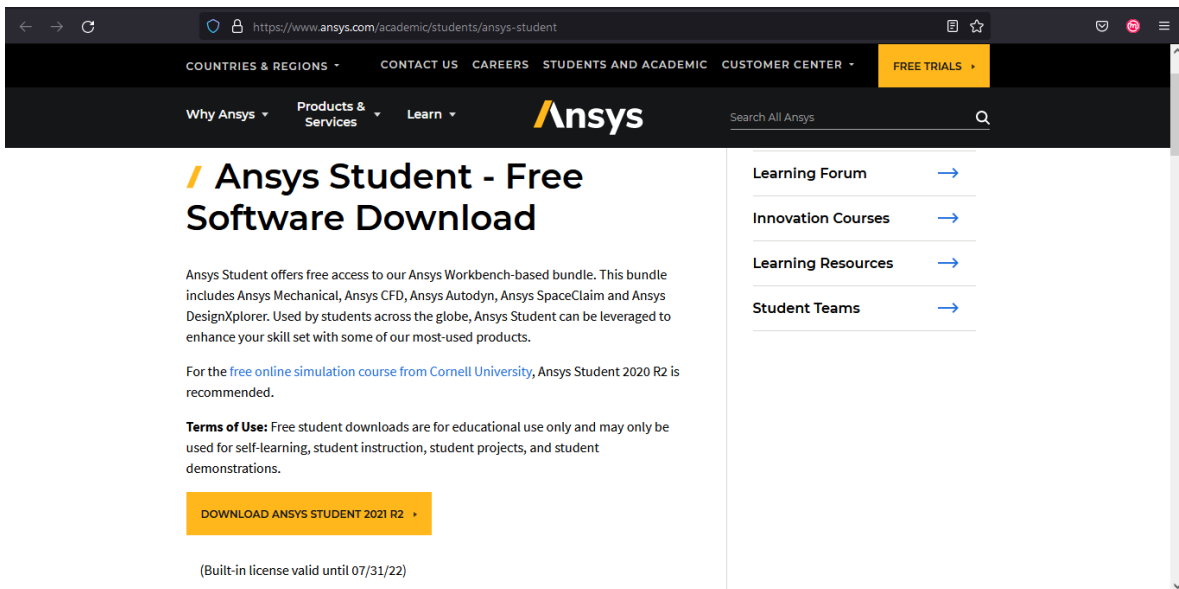 https://www.ansys.com/academic/students/ansys-student
COUNTRIES & REGIONS CONTACT US CAREERS STUDENTS AND ACADEMIC CUSTOMER CENTER FREE TRIALS
Why Ansys Products & Services Learn Ansys Search All Ansys
Ansys Student - Free
Software Download
Ansys Student offers free access to our Ansys Workbench-based bundle. This bundle
includes Ansys Mechanical, Ansys CFD, Ansys Autodyn, Ansys SpaceClaim and Ansys
DesignXplorer. Used by students across the globe, Ansys Student can be leveraged to
enhance your skill set with some of our most-used products.
For the free online simulation course from Cornell University, Ansys Student 2020 R2 is
recommended.
Terms of Use: Free student downloads are for educational use only and may only be
used for self-learning, student instruction, student projects, and student
demonstrations.
DOWNLOAD ANSYS STUDENT 2021 R2
(Built-in license valid until 07/31/22)
Learning Forum
Innovation Courses
Learning Resources
Student Teams